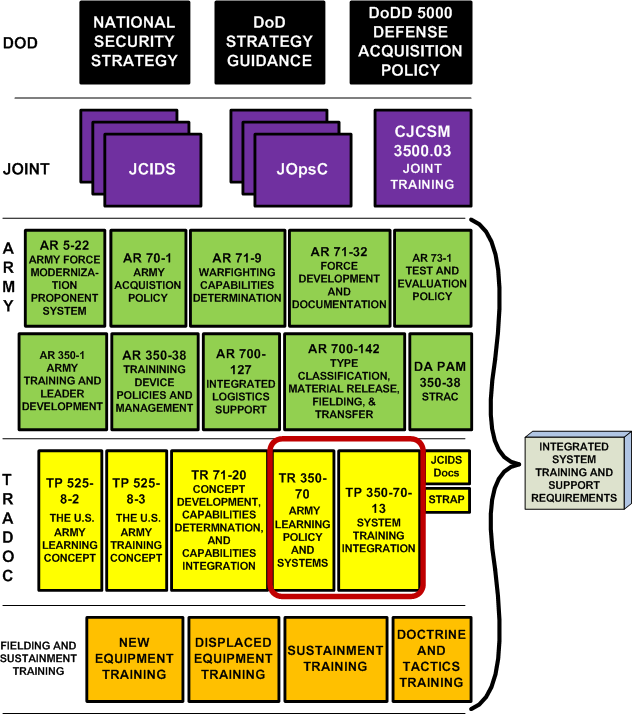 DOD
NATIONAL
SECURITY
STRATEGY
DoD
STRATEGY
GUIDANCE
DoDD 5000
DEFENSE
ACQUISITION
POLICY
JOINT
JCIDS
JOpsC
CJCSM
3500.03
JOINT
TRAINING
A
R
M
Y
AR 5-22
ARMY FORCE
MODERNIZA-
TION
PROPONENT
SYSTEM
AR 70-1
ARMY
ACQUSTION
POLICY
AR 71-9
WARFIGHTING
CAPABILITIES
DETERMINATION
AR 71-32
FORCE
DEVELOPMENT
AND
DOCUMENTATION
AR 73-1
TEST AND
EVALUATION
POLICY
AR 350-1
ARMY
TRAINING AND
LEADER
DEVELOPMENT
AR 350-38
TRAINING
DEVICE
POLICIES AND
MANAGEMENT
AR 700-
127
INTEGRATED
LOGISTICS
SUPPORT
AR 700-142
TYPE
CLASSIFICATION,
MATERIAL RELEASE,
FIELDING, &
TRANSFER
DA PAM
350-38
STRAC
INTEGRATED
SYSTEM
TRAINING AND
SUPPORT
REQUIREMENTS
T
R
A
D
O
C
TP 525-
8-2
THE U.S.
ARMY
LEARNING
CONCEPT
TP 525-
8-3
THE U.S.
ARMY
TRAINING
CONCEPT
TR 71-20
CONCEPT
DEVELOPMENT,
CAPABILITIES
DETERMNATION,
AND
CAPABILITIES
INTEGRATION
TR 350-
70
ARMY
LEARNING
POLICY
AND
SYSTEMS
TP 350-70-
13
SYSTEM
TRAINING
INTEGRATION
JCIDS
Docs
STRAP
FIELDING AND
SUSTAINMENT
TRAINING
NEW
EQUIPMENT
TRAINING
DISPLACED
EQUIPMENT
TRAINING
SUSTAINMENT
TRAINING
DOCTRINE
AND
TACTICS
TRAINING